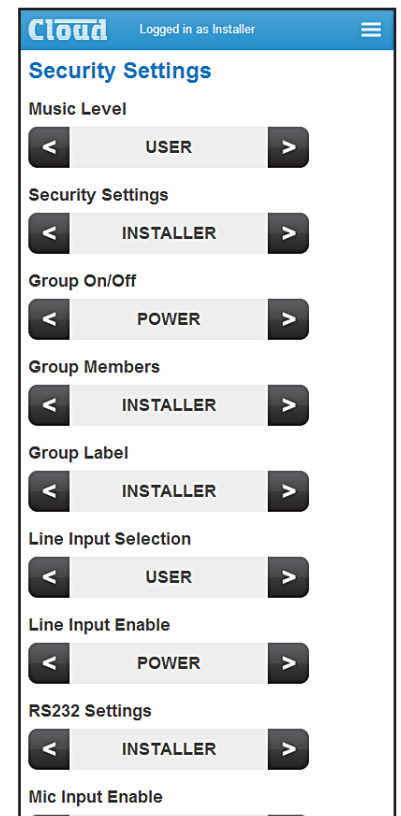 Cloud Logged in as Installer
Security Settings
Music Level
< USER >
Security Settings
< INSTALLER >
Group On/Off
< POWER >
Group Members
< INSTALLER >
Group Label
< INSTALLER >
Line Input Selection
< USER >
Line Input Enable
< POWER >
RS232 Settings
< INSTALLER >
Mic Input Enable